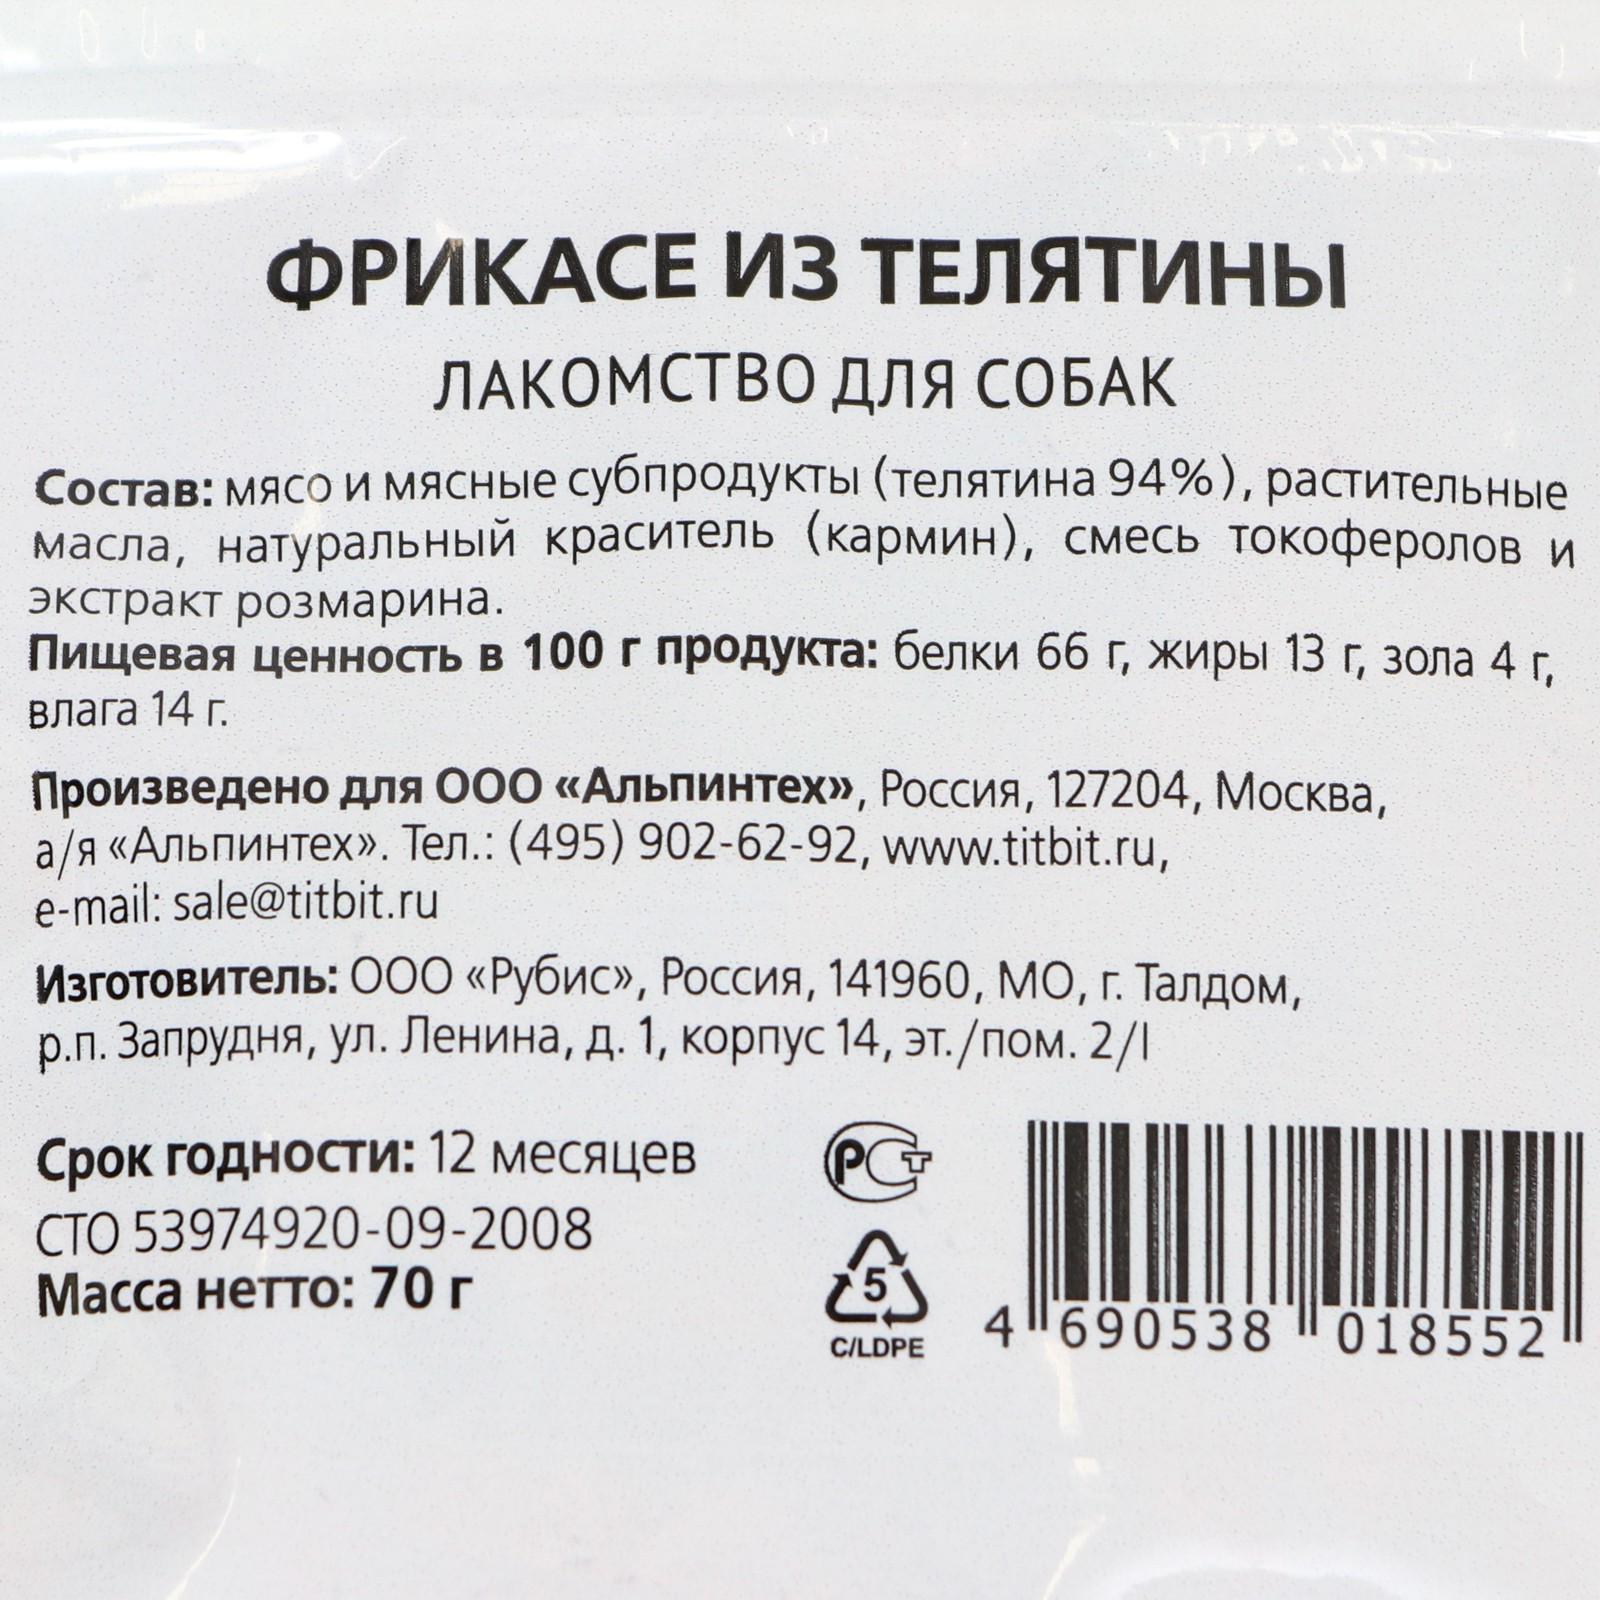 ФРИКАСЕ ИЗ ТЕЛЯТИНЫ
ЛАКОМСТВО ДЛЯ СОБАК
Состав: мясо и мясные субпродукты (телятина 94%), растительные
масла, натуральный краситель (кармин), смесь токоферолов и
экстракт розмарина.
Пищевая ценность в 100 г продукта: белки 66 г, жиры 13 г, зола 4 г,
влага 14 г.
Произведено для ООО «Альпинтех», Россия, 127204, Москва,
а/я «Альпинтех». Тел.: (495) 902-62-92, www.titbit.ru,
e-mail: sale@titbit.ru
Изготовитель: ООО «Рубис», Россия, 141960, МО, г. Талдом,
р.п. Запрудня, ул. Ленина, д. 1, корпус 14, эт./пом. 2/I
Срок годности: 12 месяцев
СТО 53974920-09-2008
Масса нетто: 70 г
РСТ
5
C/LDPE
4 690538 018552